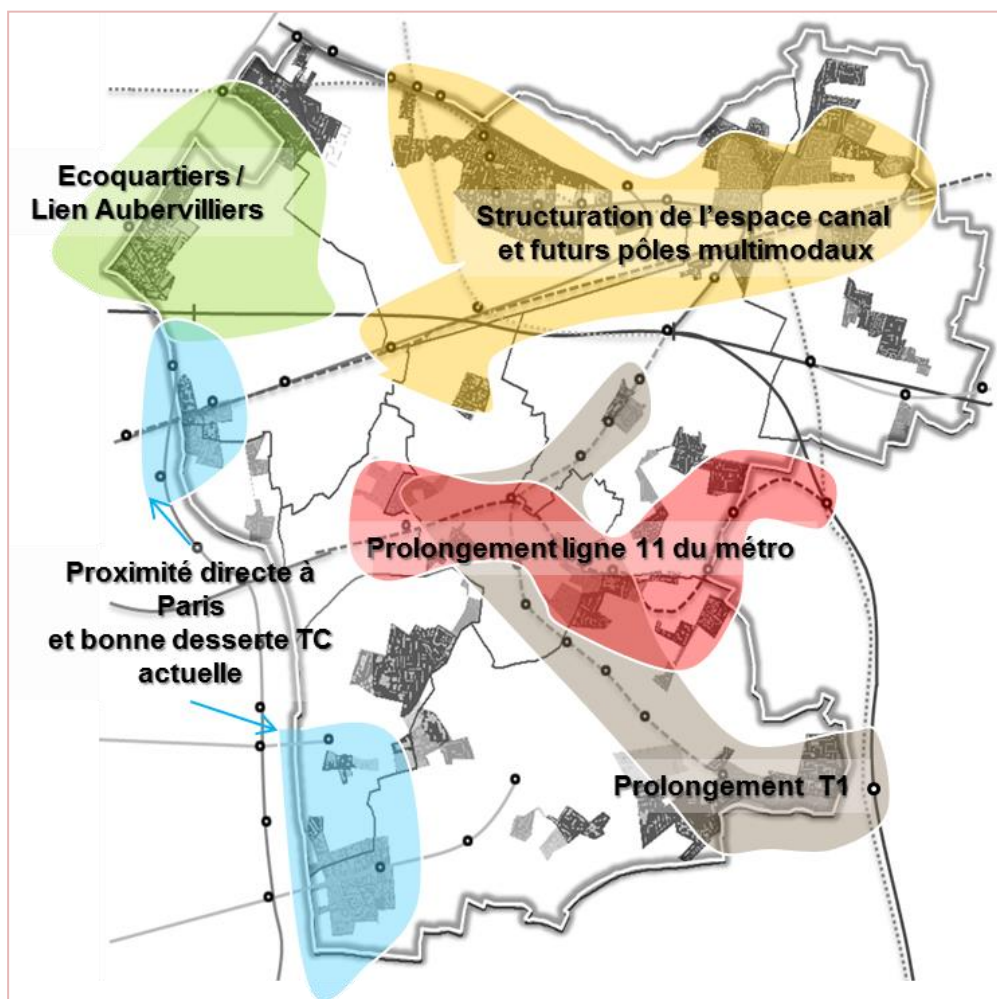 Ecoquartiers /
Lien Aubervilliers
Structuration de l'espace canal
et futurs pôles multimodaux
Prolongement ligne 11 du métro
Proximité directe à
Paris
et bonne desserte TC
actuelle
Prolongement T1